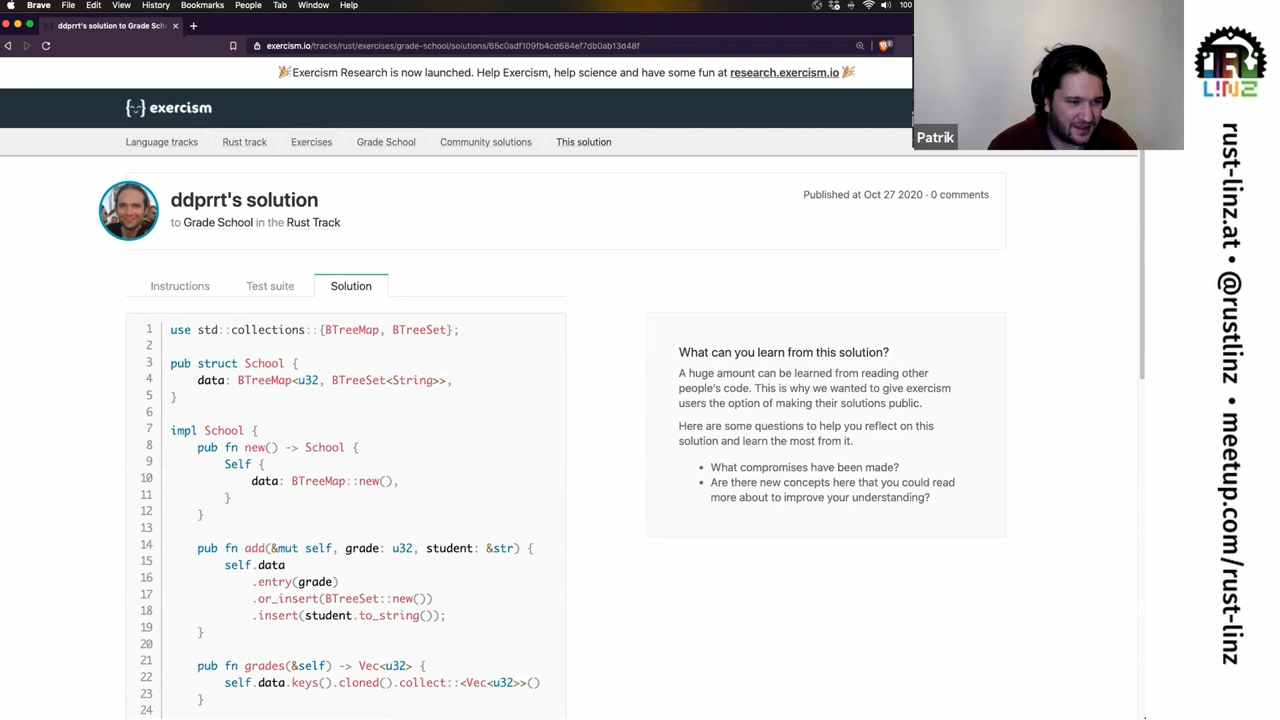 Brave File Edit View History Bookmarks People Tab Window Help 100
ddprrt's solution to Grade Scho
exercism.io/tracks/rust/exercises/grade-school/solutions/65c0adf109fb4cd684ef7db0ab13d48f
🎉Exercism Research is now launched. Help Exercism, help science and have some fun at research.exercism.io 🎉
{ } exercism
Language tracks Rust track Exercises Grade School Community solutions This solution
Patrik
ddprrt's solution
to Grade School in the Rust Track
Published at Oct 27 2020 · 0 comments
Instructions Test suite Solution
1 use std::collections::{BTreeMap, BTreeSet};
2
3 pub struct School {
4 data: BTreeMap<u32, BTreeSet<String>>,
5 }
6
7 impl School {
8 pub fn new() -> School {
9 Self {
10 data: BTreeMap::new(),
11 }
12 }
13
14 pub fn add(&mut self, grade: u32, student: &str) {
15 self.data
16 .entry(grade)
17 .or_insert(BTreeSet::new())
18 .insert(student.to_string());
19 }
20
21 pub fn grades(&self) -> Vec<u32> {
22 self.data.keys().cloned().collect::<Vec<u32>>()
23 }
24
What can you learn from this solution?
A huge amount can be learned from reading other
people's code. This is why we wanted to give exercism
users the option of making their solutions public.
Here are some questions to help you reflect on this
solution and learn the most from it.
• What compromises have been made?
• Are there new concepts here that you could read
more about to improve your understanding?
R
L!NZ
rust-linz.at • @rustlinz • meetup.com/rust-linz